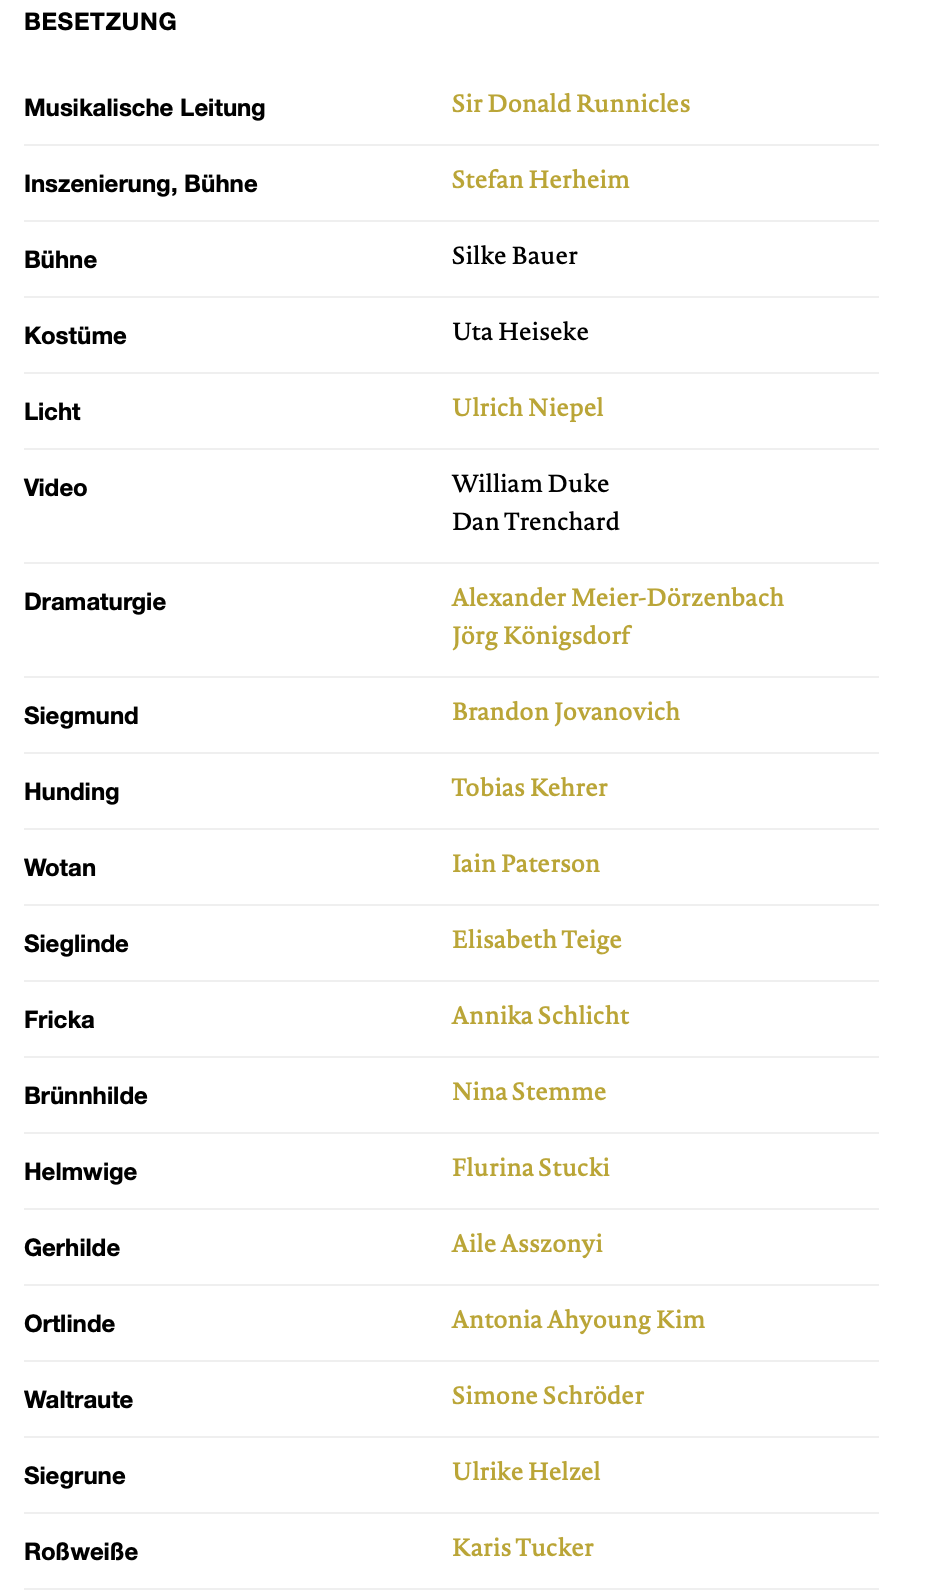 BESETZUNG
Musikalische Leitung Sir Donald Runnicles
Inszenierung, Bühne Stefan Herheim
Bühne Silke Bauer
Kostüme Uta Heiseke
Licht Ulrich Niepel
Video William Duke
Dan Trenchard
Dramaturgie Alexander Meier-Dörzenbach
Jörg Königsdorf
Siegmund Brandon Jovanovich
Hunding Tobias Kehrer
Wotan Iain Paterson
Sieglinde Elisabeth Teige
Fricka Annika Schlicht
Brünnhilde Nina Stemme
Helmwige Flurina Stucki
Gerhilde Aile Asszonyi
Ortlinde Antonia Ahyoung Kim
Waltraute Simone Schröder
Siegrune Ulrike Helzel
Roßweiße Karis Tucker